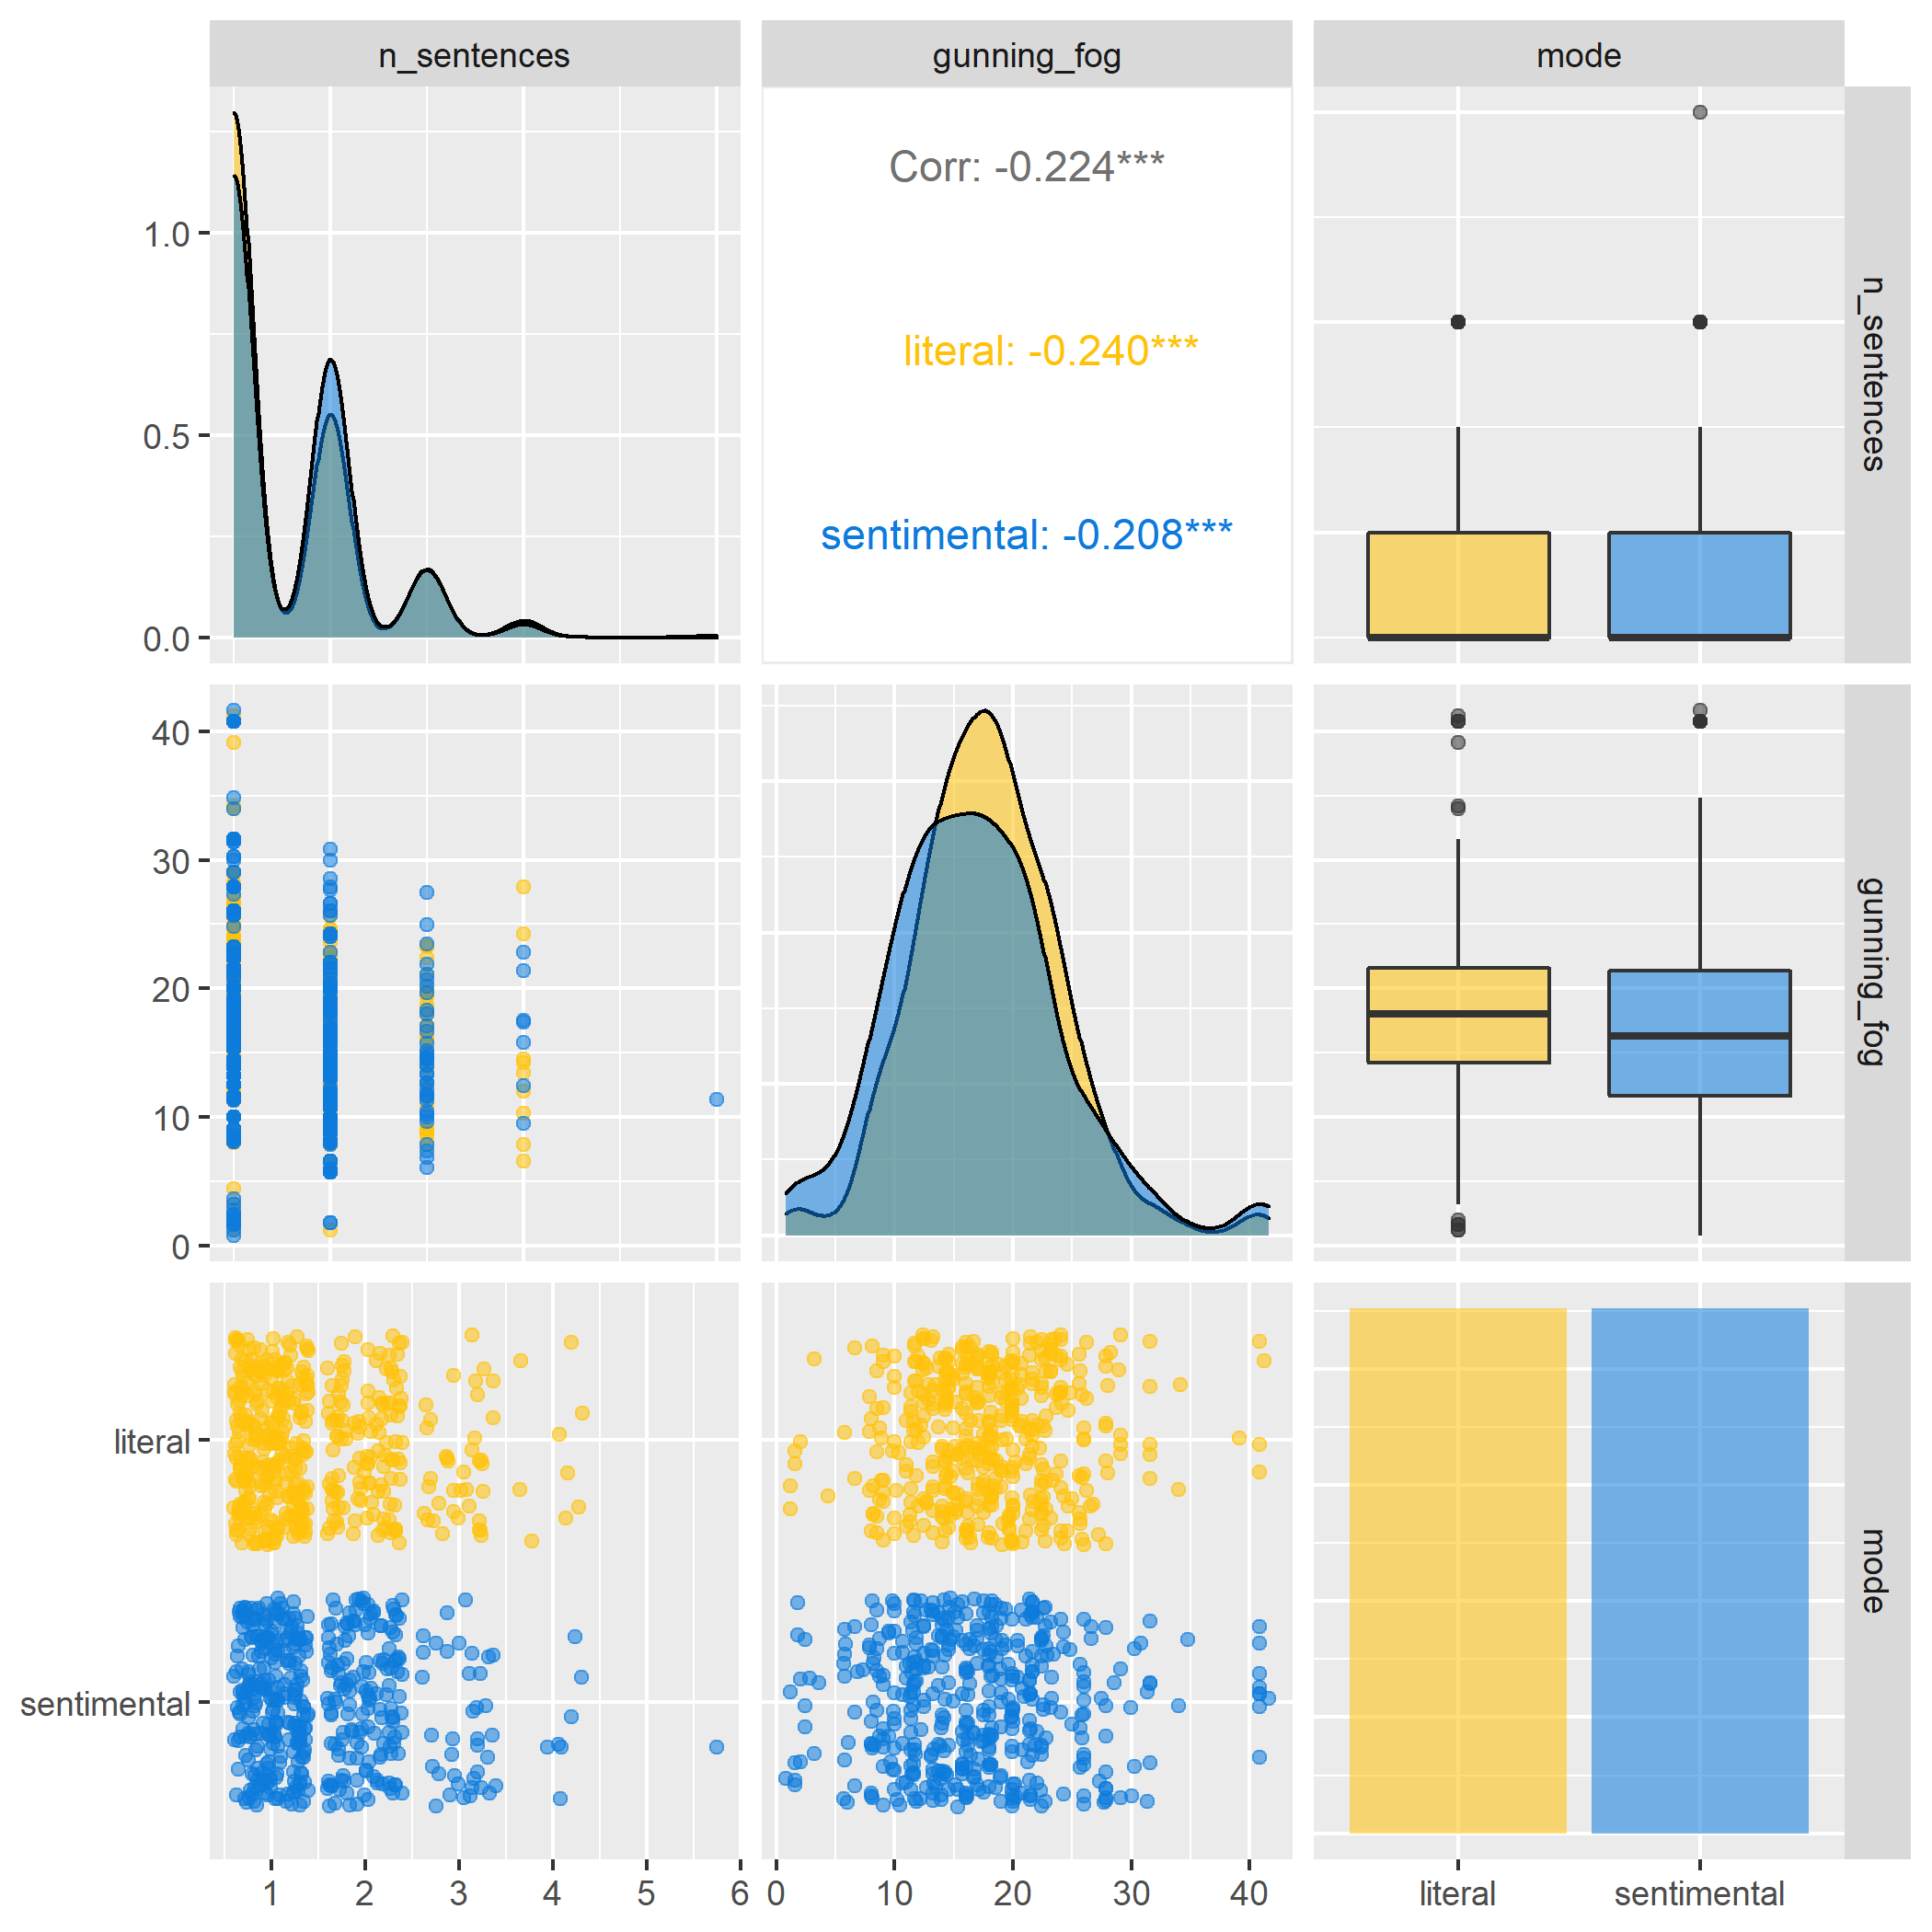 n_sentences
gunning_fog
mode
1.0
0.5
0.0
Corr: -0.224***
literal: -0.240***
sentimental: -0.208***
n_sentences
40
30
20
10
0
gunning_fog
literal
sentimental
mode
1 2 3 4 5 6
0 10 20 30 40
literal sentimental